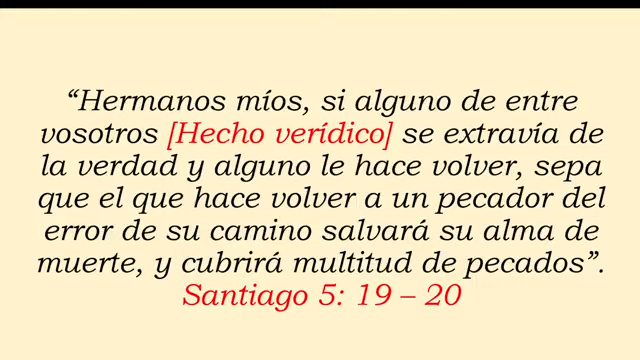 “Hermanos míos, si alguno de entre
vosotros [Hecho verídico] se extravía de
la verdad y alguno le hace volver, sepa
que el que hace volver a un pecador del
error de su camino salvará su alma de
muerte, y cubrirá multitud de pecados”.
Santiago 5: 19 – 20